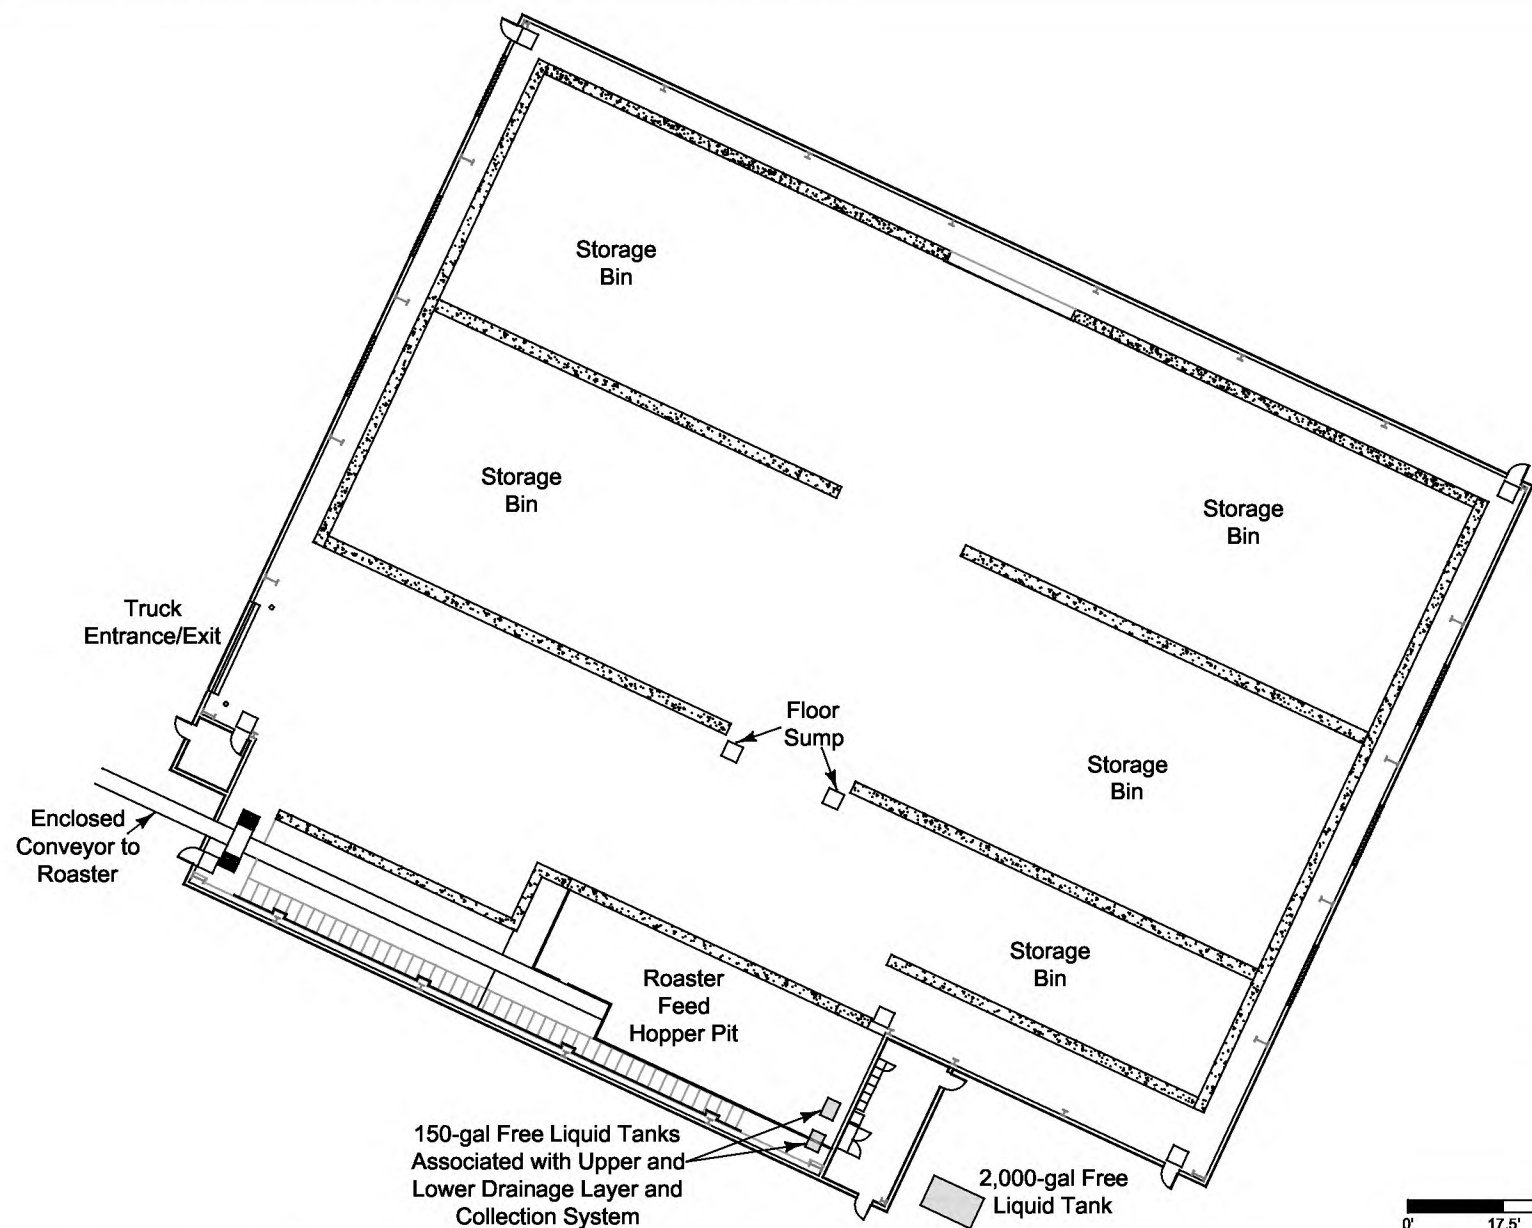 Storage
Bin
Storage
Bin
Storage
Bin
Truck
Entrance/Exit
Floor
Sump
Storage
Bin
Enclosed
Conveyor to
Roaster
Storage
Bin
Roaster
Feed
Hopper Pit
150-gal Free Liquid Tanks
Associated with Upper and
Lower Drainage Layer and
Collection System
2,000-gal Free
Liquid Tank
0' 17.5'